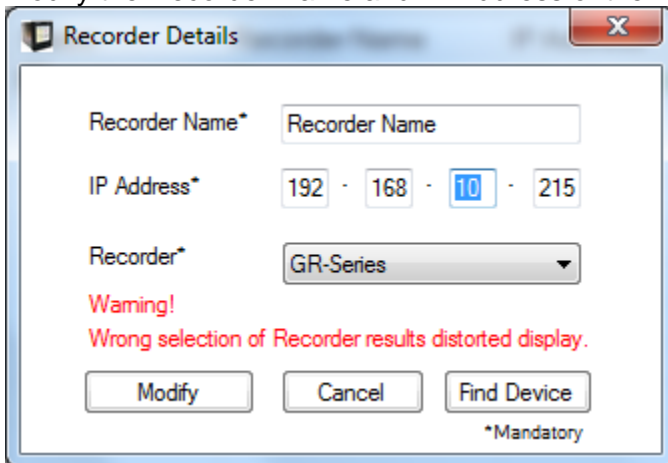 Recorder Details
Recorder Name*
Recorder Name
IP Address*
192 - 168 - 10 - 215
Recorder*
GR-Series
Warning!
Wrong selection of Recorder results distorted display.
Modify Cancel Find Device
*Mandatory